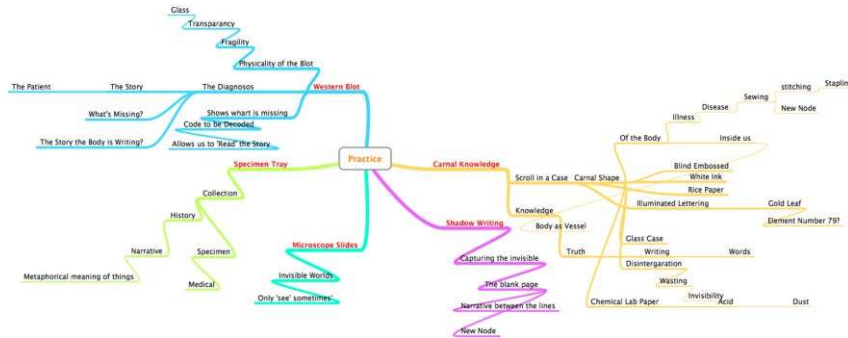 Glass
Transparancy
Fragility
Physicality of the Blot
The Patient
The Story
The Diagnosos
Western Blot
What's Missing?
Shows whart is missing
Code to be Decoded
The Story the Body is Writing?
Allows us to 'Read' the Story
Practice
Specimen Tray
Collection
History
Narrative
Specimen
Metaphorical meaning of things
Medical
Microscope Slides
Invisible Worlds
Only 'see' sometimes'
Carnal Knowledge
Scroll in a Case
Carnal Shape
Of the Body
Illness
Disease
Sewing
stitching
Staplin
New Node
Inside us
Blind Embossed
White Ink
Rice Paper
Illuminated Lettering
Gold Leaf
Element Number 79?
Glass Case
Knowledge
Body as Vessel
Truth
Writing
Words
Disintergaration
Wasting
Invisibility
Chemical Lab Paper
Acid
Dust
Shadow Writing
Capturing the invisible
The blank page
Narrative between the lines
New Node